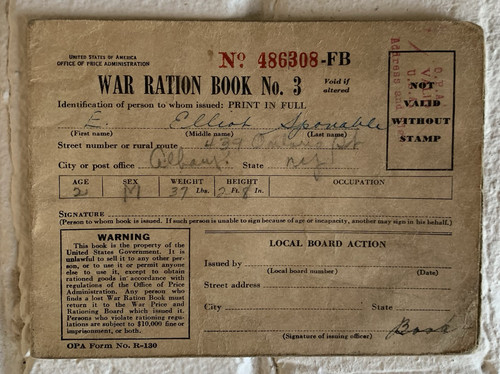 UNITED STATES OF AMERICA
OFFICE OF PRICE ADMINISTRATION
Nº 486308-FB
WAR RATION BOOK No. 3
Void if
altered
O.P.A.
Address
NOT
VALID
WITHOUT
STAMP
Identification of person to whom issued: PRINT IN FULL
E. Elliot Sponable
(First name) (Middle name) (Last name)
Street number or rural route 439 Ontario St
City or post office Albany. State N.Y.
AGE SEX WEIGHT HEIGHT OCCUPATION
2 M 37 Lbs. 2 Ft. 8 In.
SIGNATURE
(Person to whom book is issued. If such person is unable to sign because of age or incapacity, another may sign in his behalf.)
WARNING
This book is the property of the
United States Government. It is
unlawful to sell it to any other per-
son, or to use it or permit anyone
else to use it, except to obtain
rationed goods in accordance with
regulations of the Office of Price
Administration. Any person who
finds a lost War Ration Book must
return it to the War Price and
Rationing Board which issued it.
Persons who violate rationing regu-
lations are subject to $10,000 fine or
imprisonment, or both.
LOCAL BOARD ACTION
Issued by
(Local board number) (Date)
Street address
City State
(Signature of issuing officer)
OPA Form No. R-130